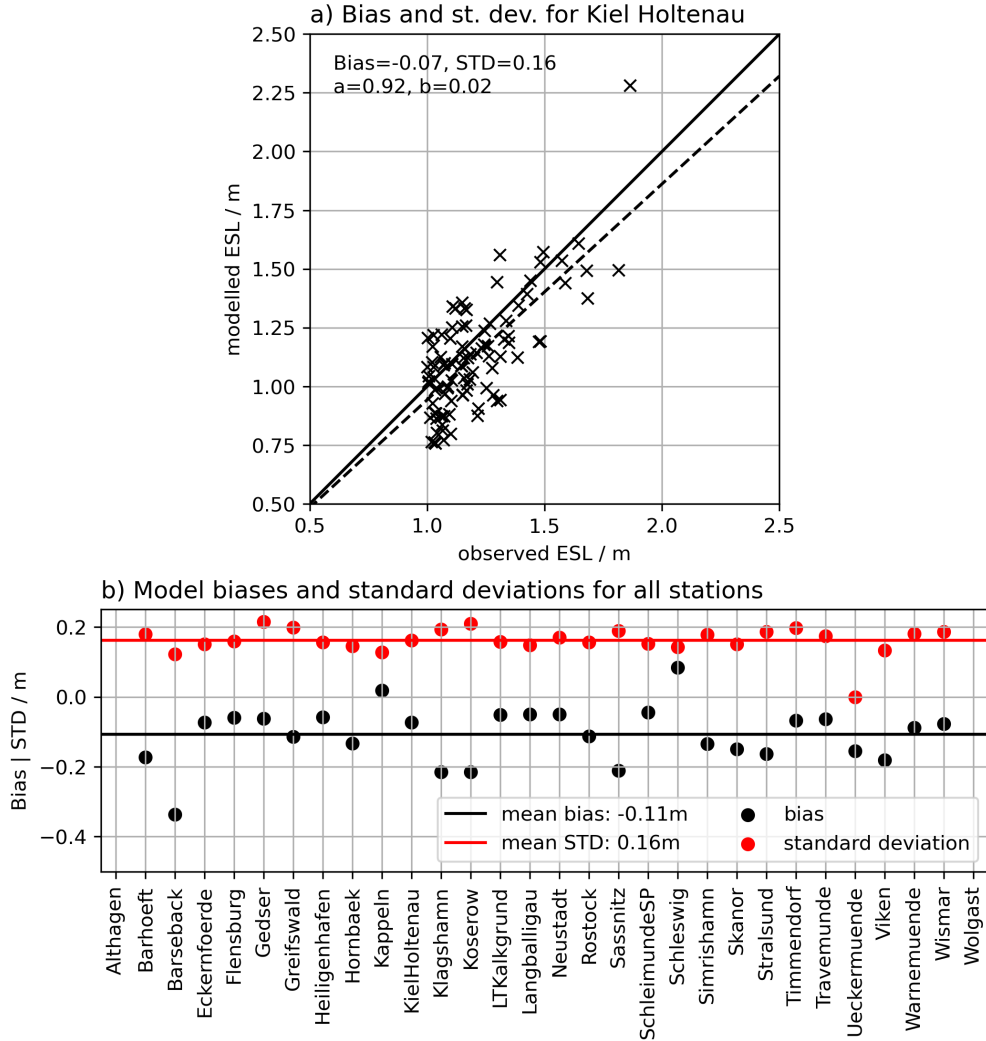 a) Bias and st. dev. for Kiel Holtenau
2.50
2.25
2.00
1.75
1.50
1.25
1.00
0.75
0.50
modelled ESL / m
Bias=-0.07, STD=0.16
a=0.92, b=0.02
0.5
1.0
1.5
2.0
2.5
observed ESL / m
b) Model biases and standard deviations for all stations
0.2
0.0
−0.2
−0.4
Bias | STD / m
mean bias: -0.11m
mean STD: 0.16m
bias
standard deviation
Althagen
Barhoeft
Barseback
Eckernfoerde
Flensburg
Gedser
Greifswald
Heiligenhafen
Hornbaek
Kappeln
KielHoltenau
Klagshamn
Koserow
LTKalkgrund
Langballigau
Neustadt
Rostock
Sassnitz
SchleimundeSP
Schleswig
Simrishamn
Skanor
Stralsund
Timmendorf
Travemunde
Ueckermuende
Viken
Warnemuende
Wismar
Wolgast